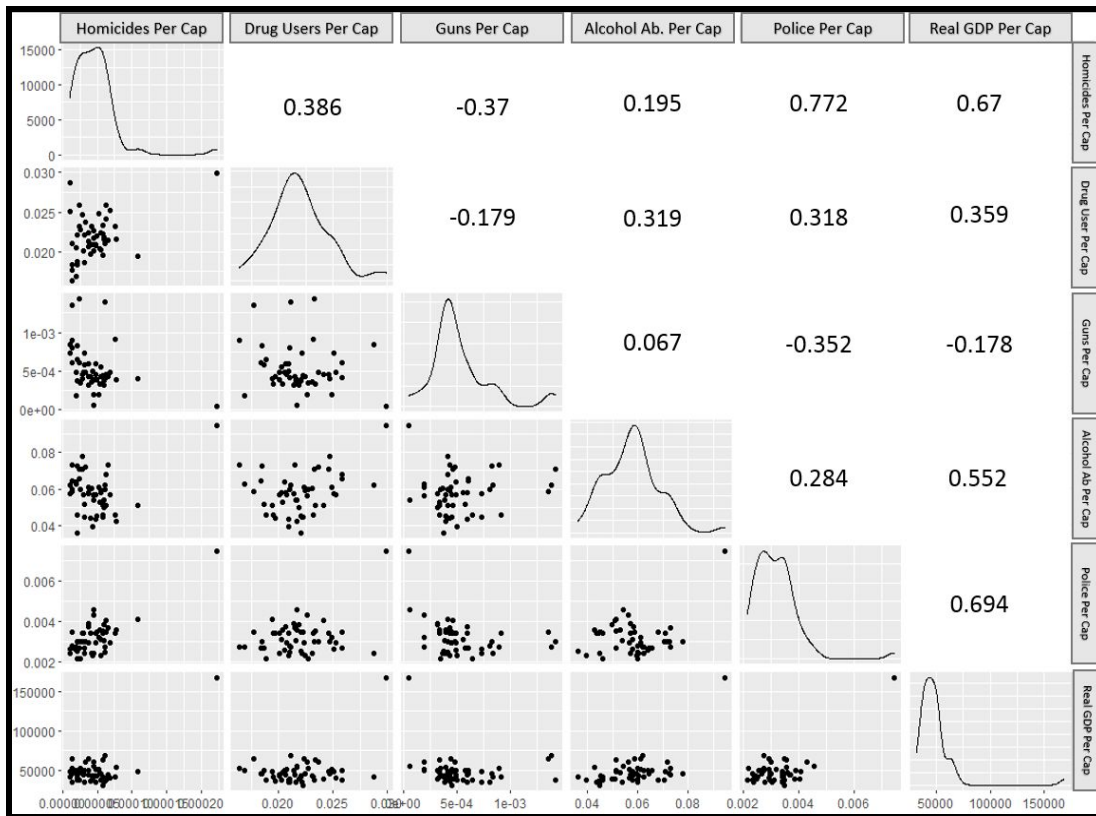 Homicides Per Cap Drug Users Per Cap Guns Per Cap Alcohol Ab. Per Cap Police Per Cap Real GDP Per Cap
15000
10000
5000
0
0.386 -0.37 0.195 0.772 0.67
Homicides Per Cap
0.030
0.025
0.020
-0.179 0.319 0.318 0.359
Drug User Per Cap
1e-03
5e-04
0e+00
0.067 -0.352 -0.178
Guns Per Cap
0.08
0.06
0.04
0.284 0.552
Alcohol Ab Per Cap
0.006
0.004
0.002
0.694
Police Per Cap
150000
100000
50000
Real GDP Per Cap
0.020 0.025 5e-04 1e-03 0.04 0.06 0.08 0.002 0.004 0.006 50000 100000 150000